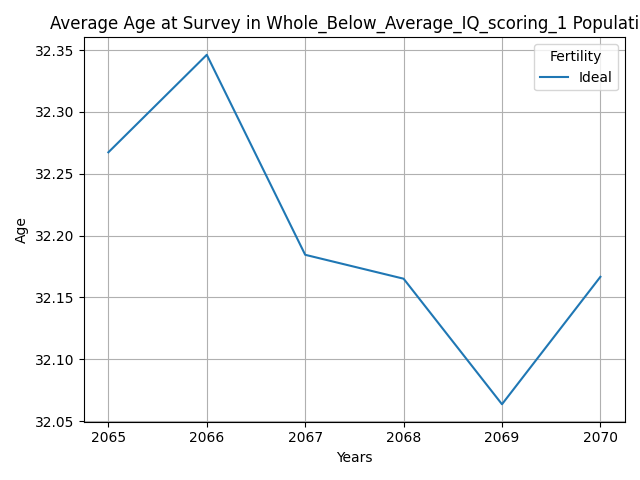 Average Age at Survey in Whole_Below_Average_IQ_scoring_1 Populati
Fertility
Ideal
32.35
32.30
32.25
32.20
32.15
32.10
32.05
Age
2065 2066 2067 2068 2069 2070
Years